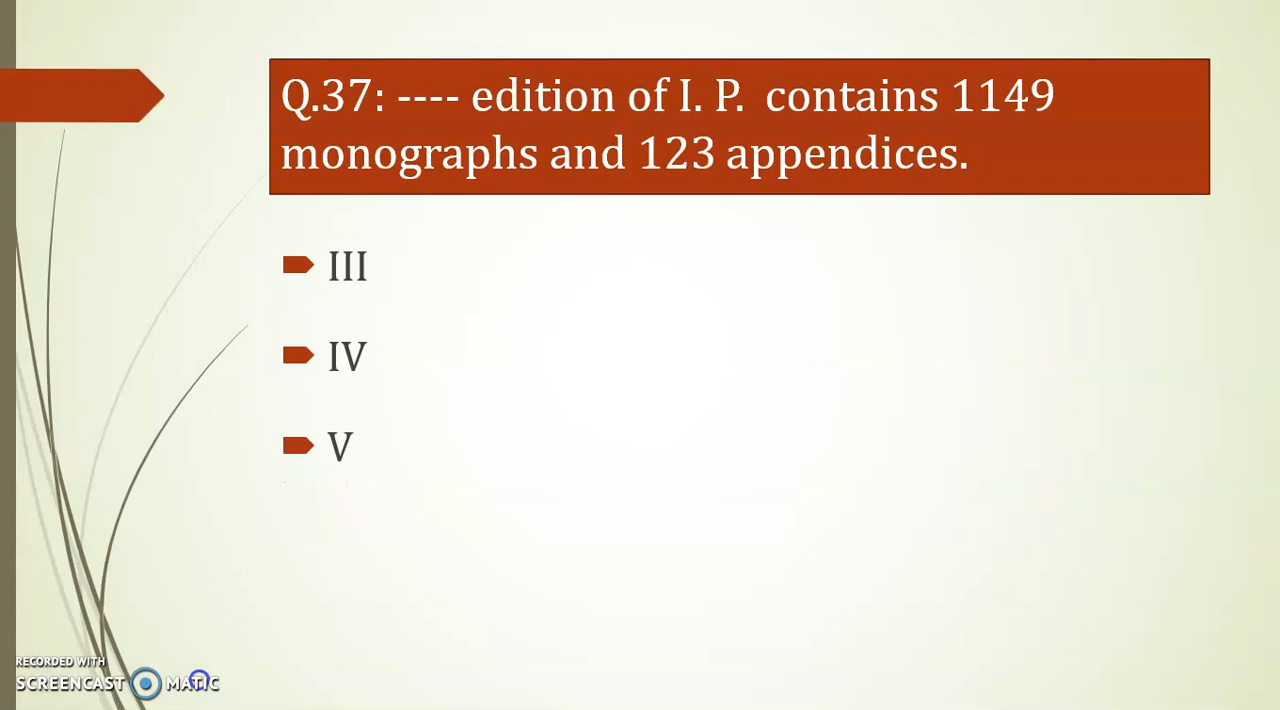 Q.37: ---- edition of I. P. contains 1149
monographs and 123 appendices.
III
IV
V
RECORDED WITH
SCREENCAST MATIC